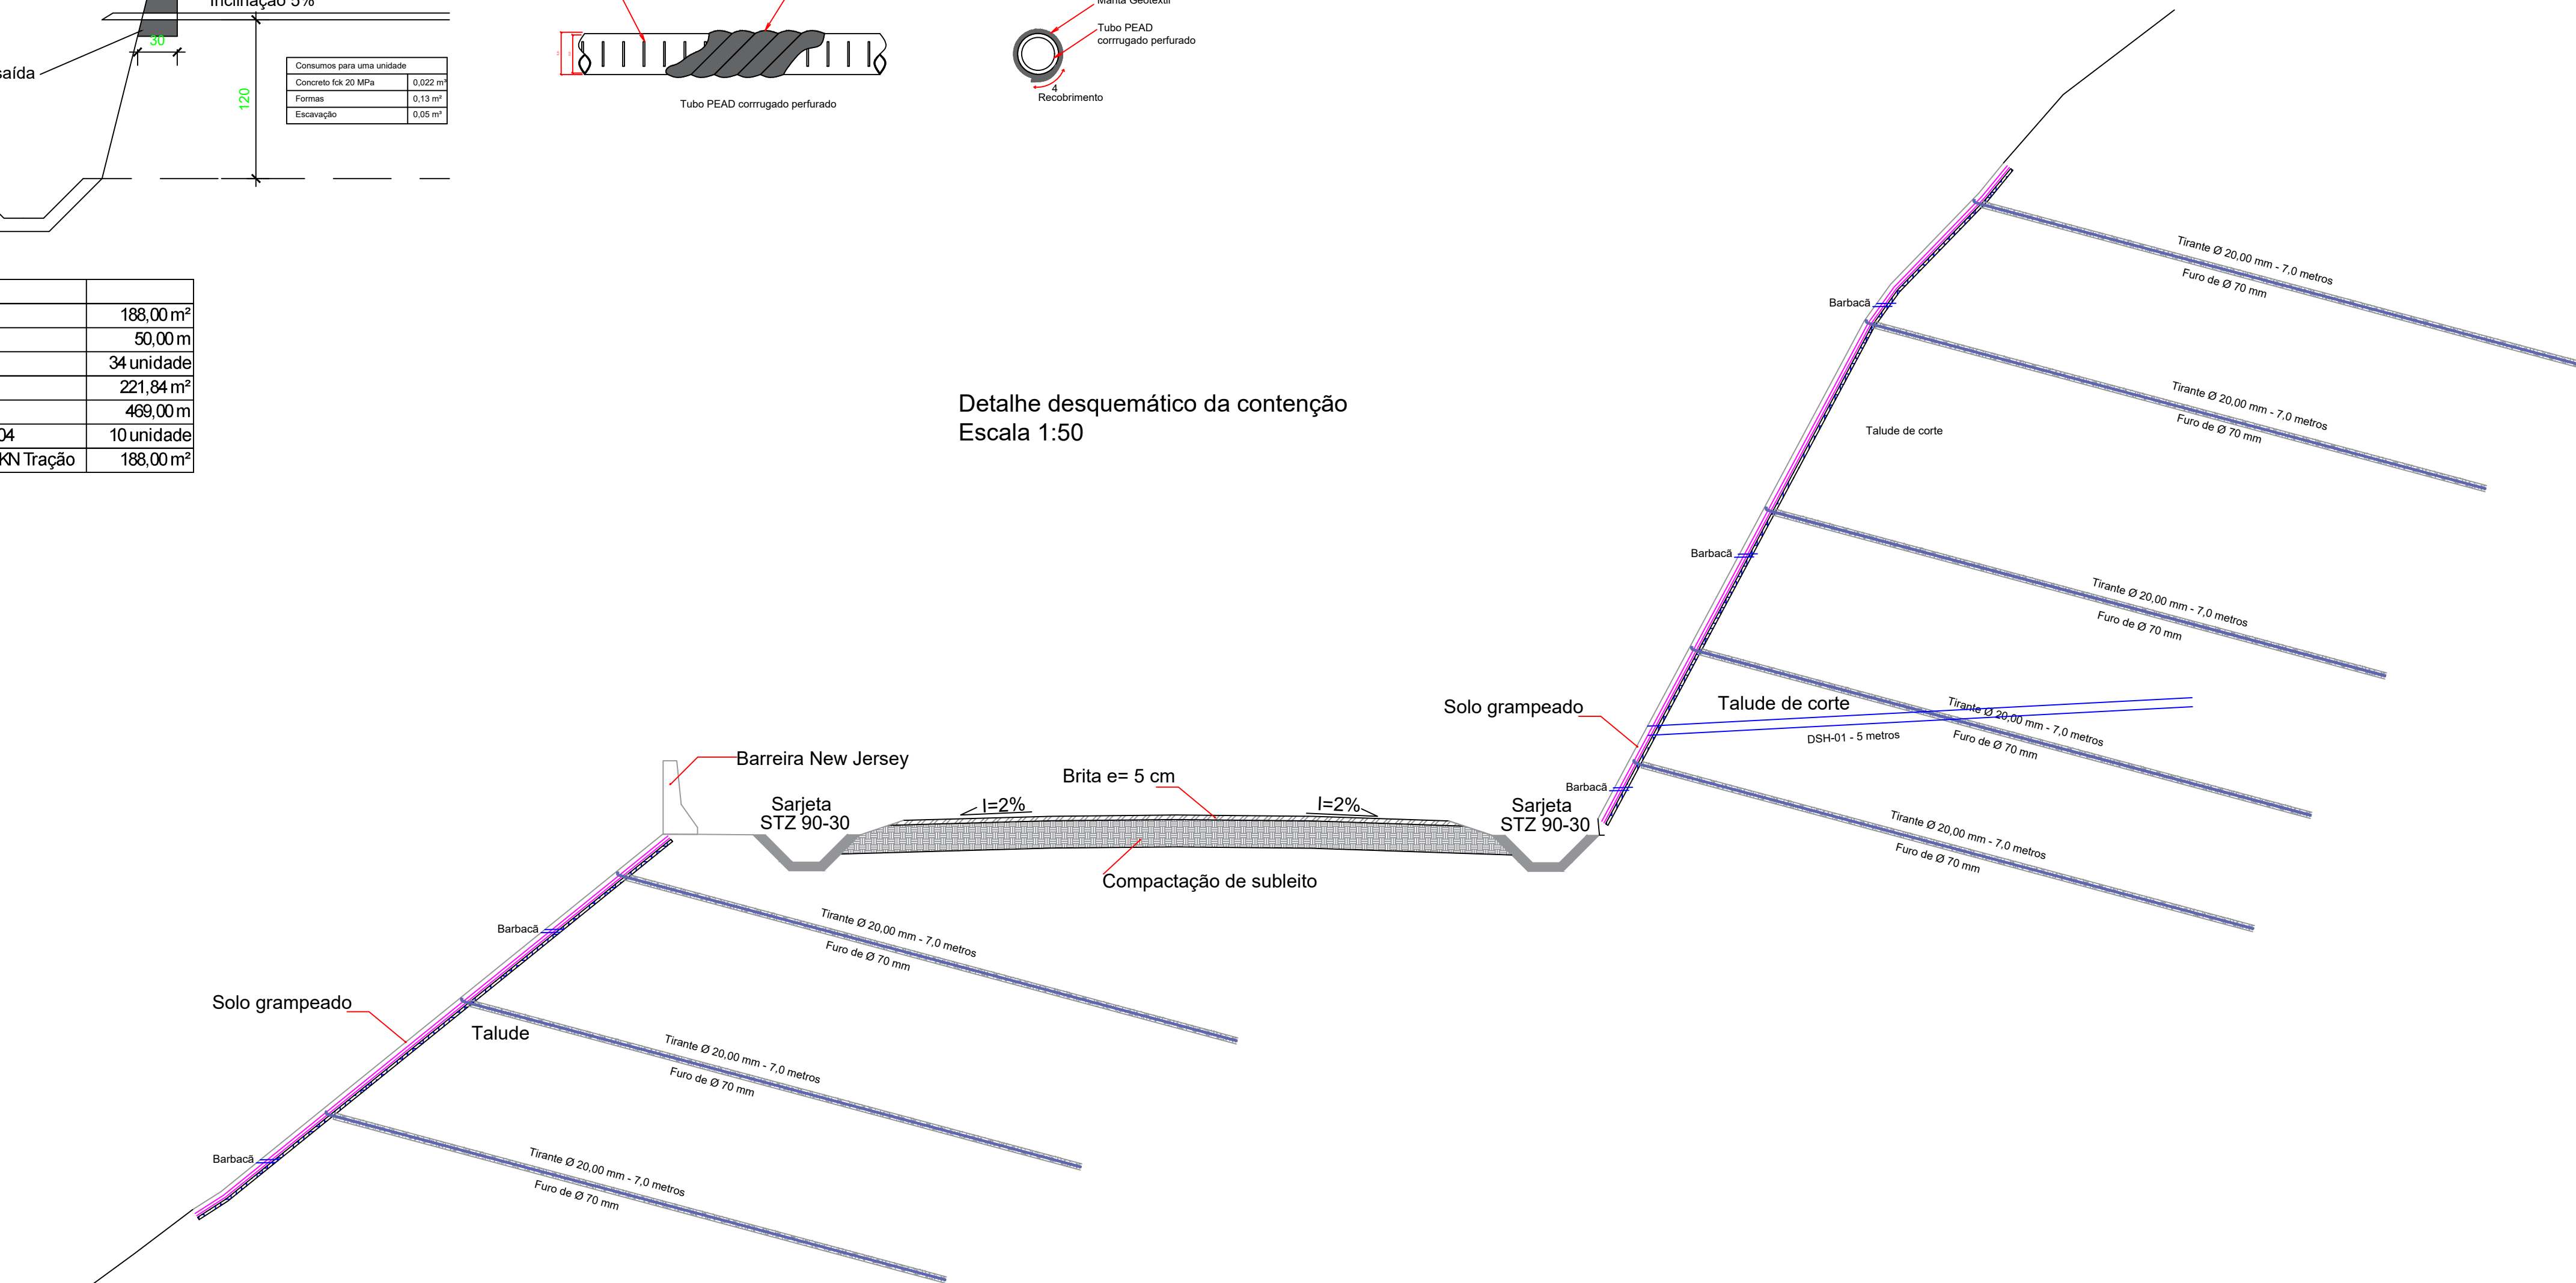 Inclinação 5%
30
saída
120
Consumos para uma unidade
Concreto fck 20 MPa 0,022 m³
Formas 0,13 m²
Escavação 0,05 m³
Tubo PEAD corrrugado perfurado
Manta Geotextil
Tubo PEAD
corrrugado perfurado
4
Recobrimento
188,00 m²
50,00 m
34 unidade
221,84 m²
469,00 m
04 10 unidade
KN Tração 188,00 m²
Detalhe desquemático da contenção
Escala 1:50
Tirante Ø 20,00 mm - 7,0 metros
Furo de Ø 70 mm
Barbacã
Tirante Ø 20,00 mm - 7,0 metros
Furo de Ø 70 mm
Talude de corte
Barbacã
Tirante Ø 20,00 mm - 7,0 metros
Furo de Ø 70 mm
Solo grampeado
Talude de corte
Tirante Ø 20,00 mm - 7,0 metros
Furo de Ø 70 mm
DSH-01 - 5 metros
Barreira New Jersey
Brita e= 5 cm
Barbacã
Sarjeta
STZ 90-30
I=2%
I=2%
Sarjeta
STZ 90-30
Tirante Ø 20,00 mm - 7,0 metros
Furo de Ø 70 mm
Compactação de subleito
Barbacã
Tirante Ø 20,00 mm - 7,0 metros
Furo de Ø 70 mm
Solo grampeado
Talude
Tirante Ø 20,00 mm - 7,0 metros
Furo de Ø 70 mm
Barbacã
Tirante Ø 20,00 mm - 7,0 metros
Furo de Ø 70 mm